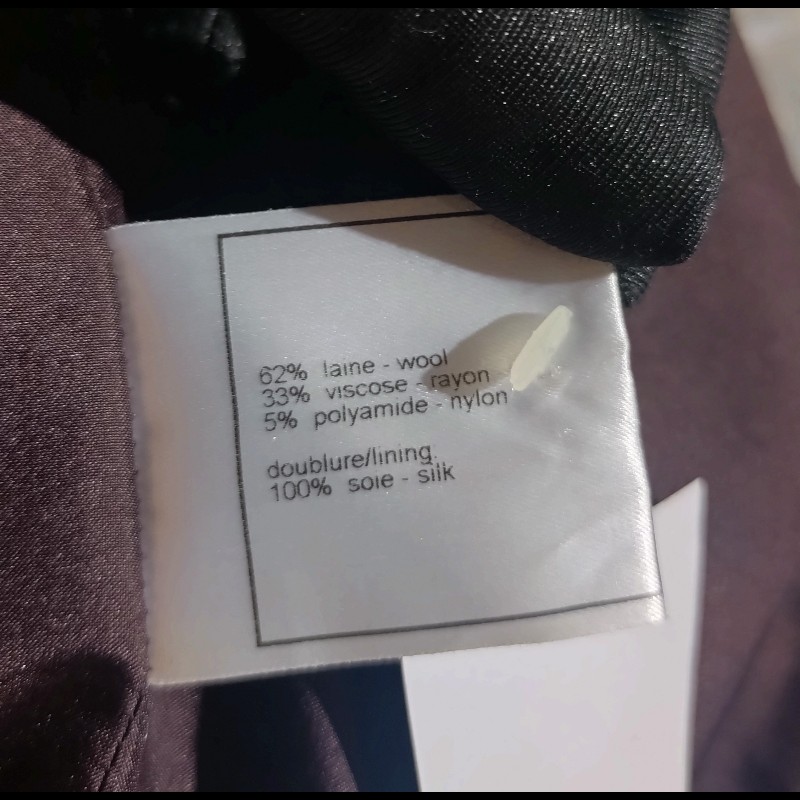 62% laine - wool
33% viscose - rayon
5% polyamide - nylon
doublure/lining
100% soie - silk